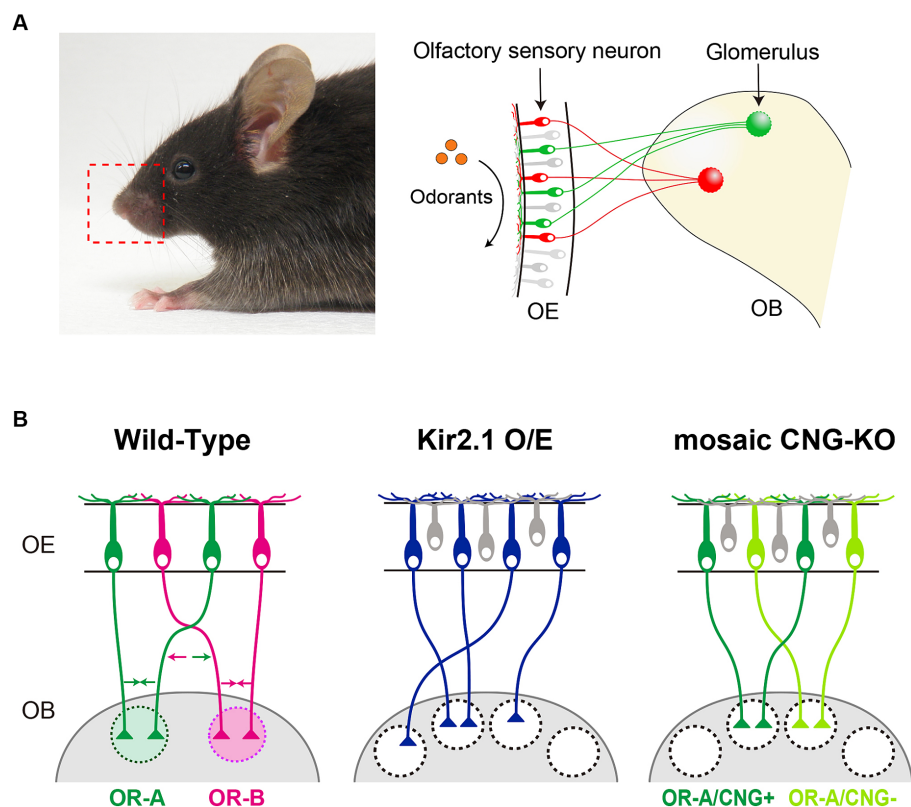 A
Olfactory sensory neuron
Glomerulus
Odorants
OE
OB
B
Wild-Type
Kir2.1 O/E
mosaic CNG-KO
OE
OB
OR-A
OR-B
OR-A/CNG+
OR-A/CNG-